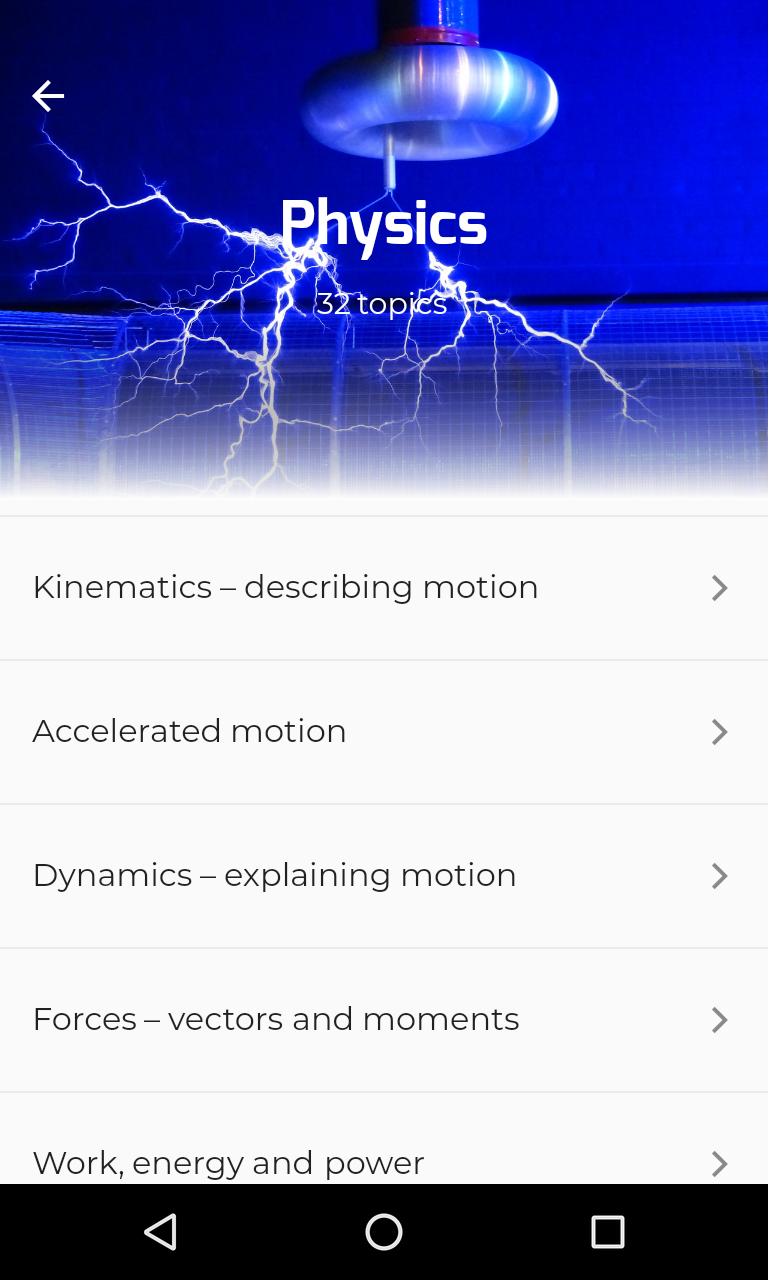 Physics
32 topics
Kinematics – describing motion
Accelerated motion
Dynamics – explaining motion
Forces – vectors and moments
Work, energy and power